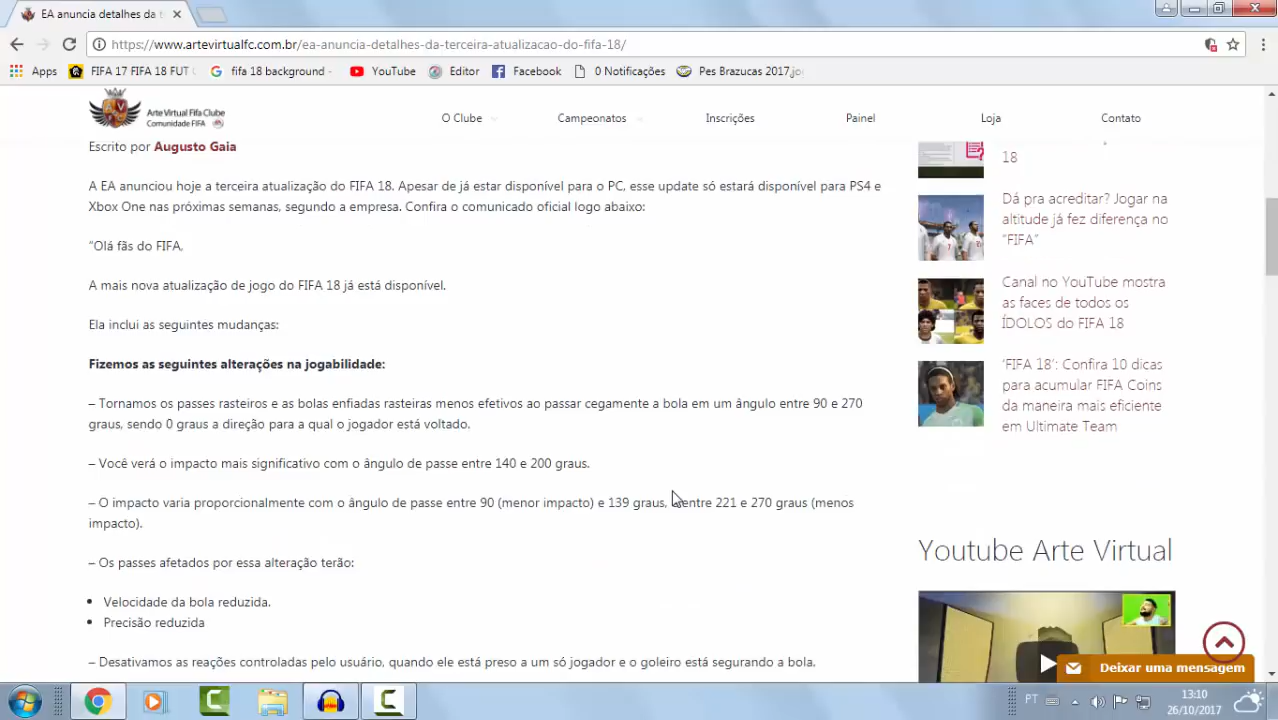 EA anuncia detalhes da t
https://www.artevirtualfc.com.br/ea-anuncia-detalhes-da-terceira-atualizacao-do-fifa-18/
Apps FIFA 17 FIFA 18 FUT fifa 18 background - YouTube Editor Facebook 0 Notificações Pes Brazucas 2017.jo
Arte Virtual Fifa Clube
Comunidade FIFA
O Clube Campeonatos Inscrições Painel Loja Contato
Escrito por Augusto Gaia
A EA anunciou hoje a terceira atualização do FIFA 18. Apesar de já estar disponível para o PC, esse update só estará disponível para PS4 e
Xbox One nas próximas semanas, segundo a empresa. Confira o comunicado oficial logo abaixo:
“Olá fãs do FIFA,
A mais nova atualização de jogo do FIFA 18 já está disponível.
Ela inclui as seguintes mudanças:
Fizemos as seguintes alterações na jogabilidade:
– Tornamos os passes rasteiros e as bolas enfiadas rasteiras menos efetivos ao passar cegamente a bola em um ângulo entre 90 e 270
graus, sendo 0 graus a direção para a qual o jogador está voltado.
– Você verá o impacto mais significativo com o ângulo de passe entre 140 e 200 graus.
– O impacto varia proporcionalmente com o ângulo de passe entre 90 (menor impacto) e 139 graus, entre 221 e 270 graus (menos
impacto).
– Os passes afetados por essa alteração terão:
Velocidade da bola reduzida.
Precisão reduzida
– Desativamos as reações controladas pelo usuário, quando ele está preso a um só jogador e o goleiro está segurando a bola.
18
Dá pra acreditar? Jogar na
altitude já fez diferença no
“FIFA”
Canal no YouTube mostra
as faces de todos os
ÍDOLOS do FIFA 18
‘FIFA 18’: Confira 10 dicas
para acumular FIFA Coins
da maneira mais eficiente
em Ultimate Team
Youtube Arte Virtual
Deixar uma mensagem
PT
13:10
26/10/2017